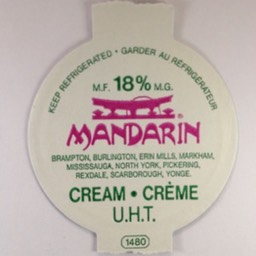 KEEP REFRIGERATED • GARDER AU RÉFRIGÉRATEUR
M.F. 18% M.G.
MANDARIN®
BRAMPTON, BURLINGTON, ERIN MILLS, MARKHAM,
MISSISSAUGA, NORTH YORK, PICKERING,
REXDALE, SCARBOROUGH, YONGE.
CREAM • CRÈME
U.H.T.
1480